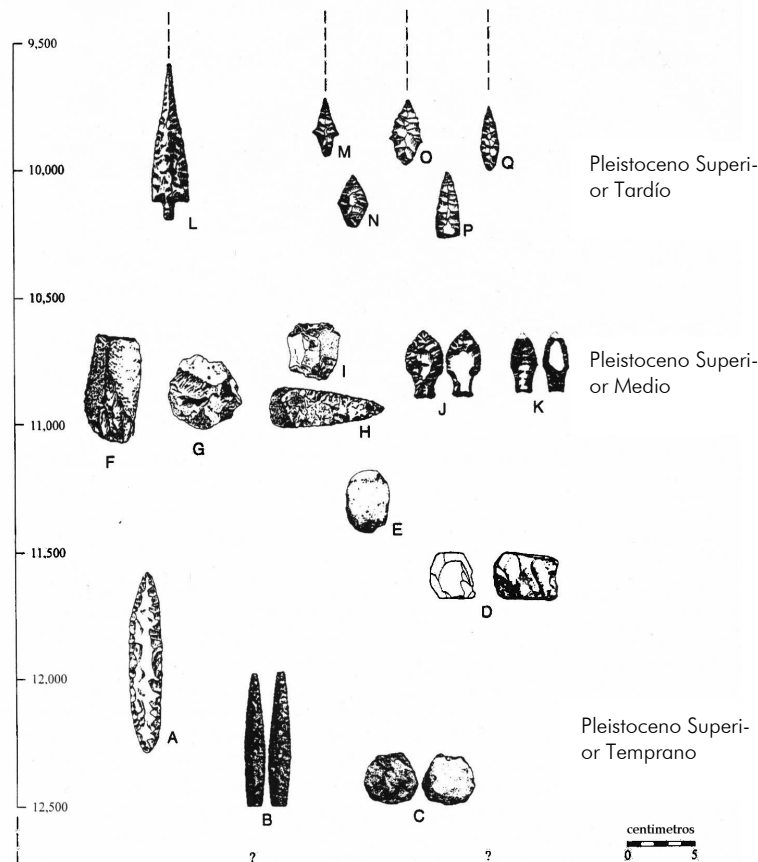 9,500
M
O
Q
10,000
Pleistoceno Superi-
or Tardío
L
N
P
10,500
I
Pleistoceno Superi-
or Medio
J
K
11,000
H
G
F
E
11,500
D
12,000
A
Pleistoceno Superi-
or Temprano
12,500
B
C
centimetros
0 5
? ?